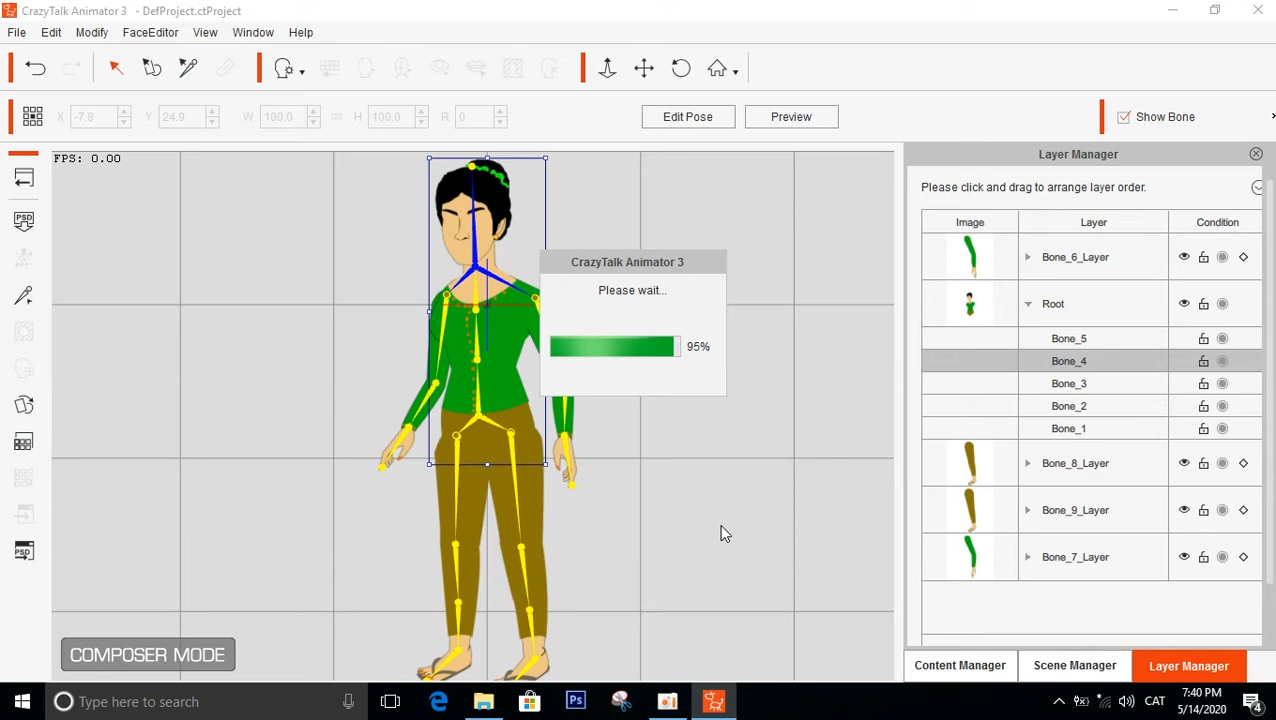 CrazyTalk Animator 3 - DefProject.ctProject
File Edit Modify FaceEditor View Window Help
X -7.8 Y 24.9 W 100.0 H 100.0 R 0 Edit Pose Preview Show Bone
FPS: 0.00
Layer Manager
Please click and drag to arrange layer order.
Image Layer Condition
Bone_6_Layer
Root
Bone_5
Bone_4
Bone_3
Bone_2
Bone_1
Bone_8_Layer
Bone_9_Layer
Bone_7_Layer
CrazyTalk Animator 3
Please wait...
95%
PSD
PSD
COMPOSER MODE
Content Manager Scene Manager Layer Manager
Type here to search
Ps
CAT
7:40 PM
5/14/2020
4